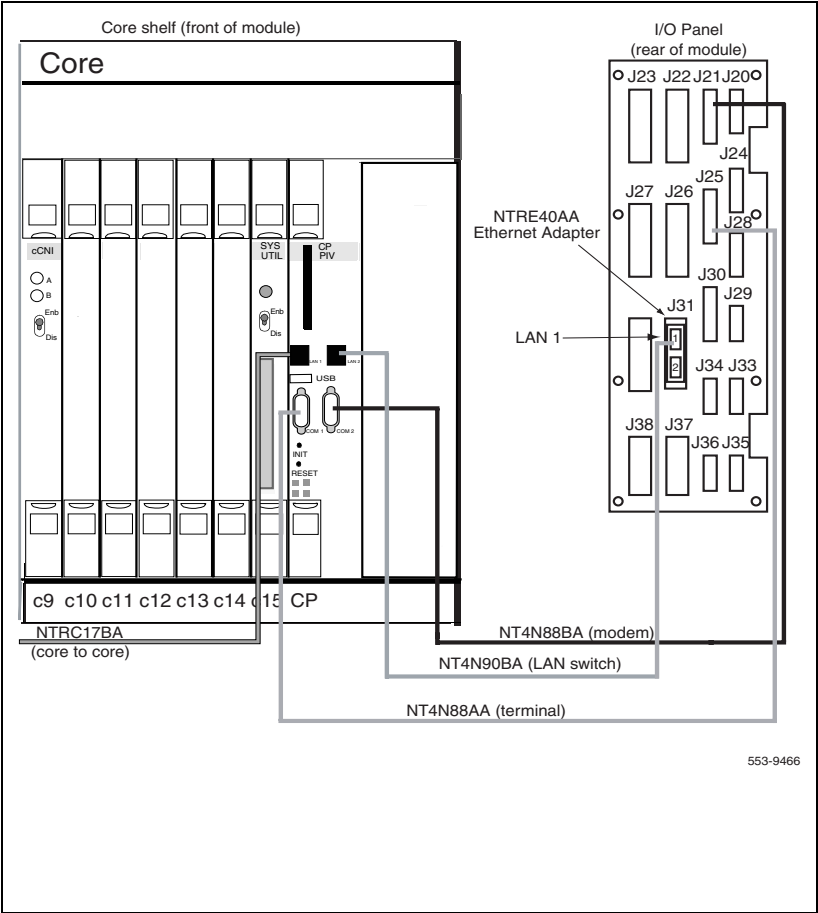 Core shelf (front of module)
I/O Panel
(rear of module)
Core
J23 J22 J21 J20
J24
J25
J27 J26
J28
NTRE40AA
Ethernet Adapter
cCNI
SYS
UTIL
CP
PIV
A
B
Enb
Dis
Enb
Dis
J30
J29
J31
LAN 1
1
2
LAN 1
LAN 2
USB
COM 1
COM 2
INIT
RESET
J34 J33
J38 J37
J36 J35
c9 c10 c11 c12 c13 c14 c15 CP
NTRC17BA
(core to core)
NT4N88BA (modem)
NT4N90BA (LAN switch)
NT4N88AA (terminal)
553-9466